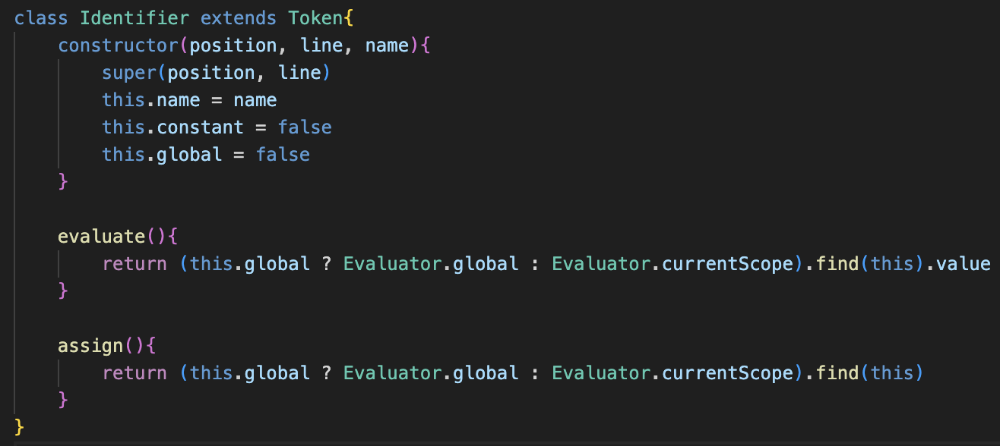 class Identifier extends Token{
    constructor(position, line, name){
        super(position, line)
        this.name = name
        this.constant = false
        this.global = false
    }

    evaluate(){
        return (this.global ? Evaluator.global : Evaluator.currentScope).find(this).value
    }

    assign(){
        return (this.global ? Evaluator.global : Evaluator.currentScope).find(this)
    }
}